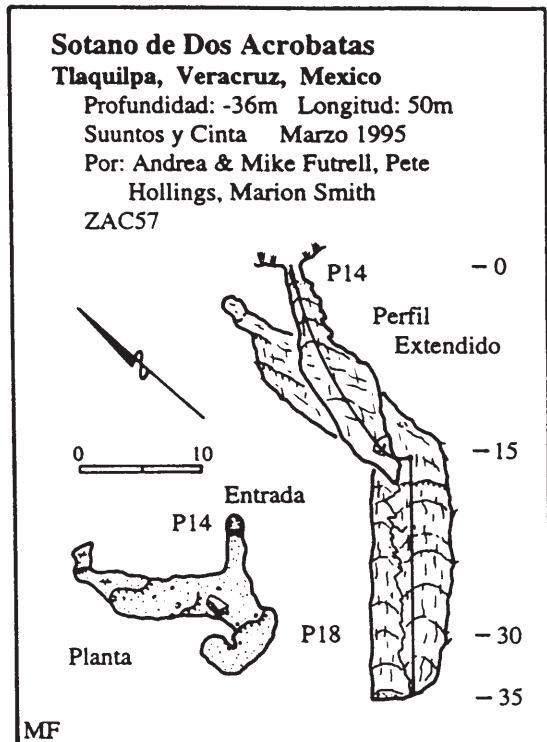 Sotano de Dos Acrobatas
Tlaquilpa, Veracruz, Mexico
Profundidad: -36m Longitud: 50m
Suuntos y Cinta Marzo 1995
Por: Andrea & Mike Futrell, Pete
Hollings, Marion Smith
ZAC57
P14
0
Perfil
Extendido
15
0 10
Entrada
P14
P18
30
Planta
35
MF